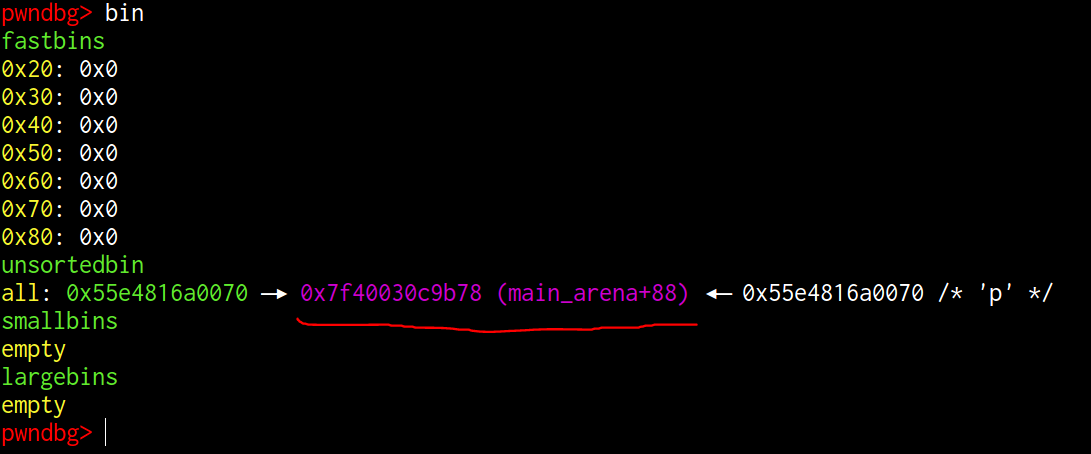 pwndbg> bin
fastbins
0x20: 0x0
0x30: 0x0
0x40: 0x0
0x50: 0x0
0x60: 0x0
0x70: 0x0
0x80: 0x0
unsortedbin
all: 0x55e4816a0070 —▸ 0x7f40030c9b78 (main_arena+88) ◂— 0x55e4816a0070 /* 'p' */
smallbins
empty
largebins
empty
pwndbg>